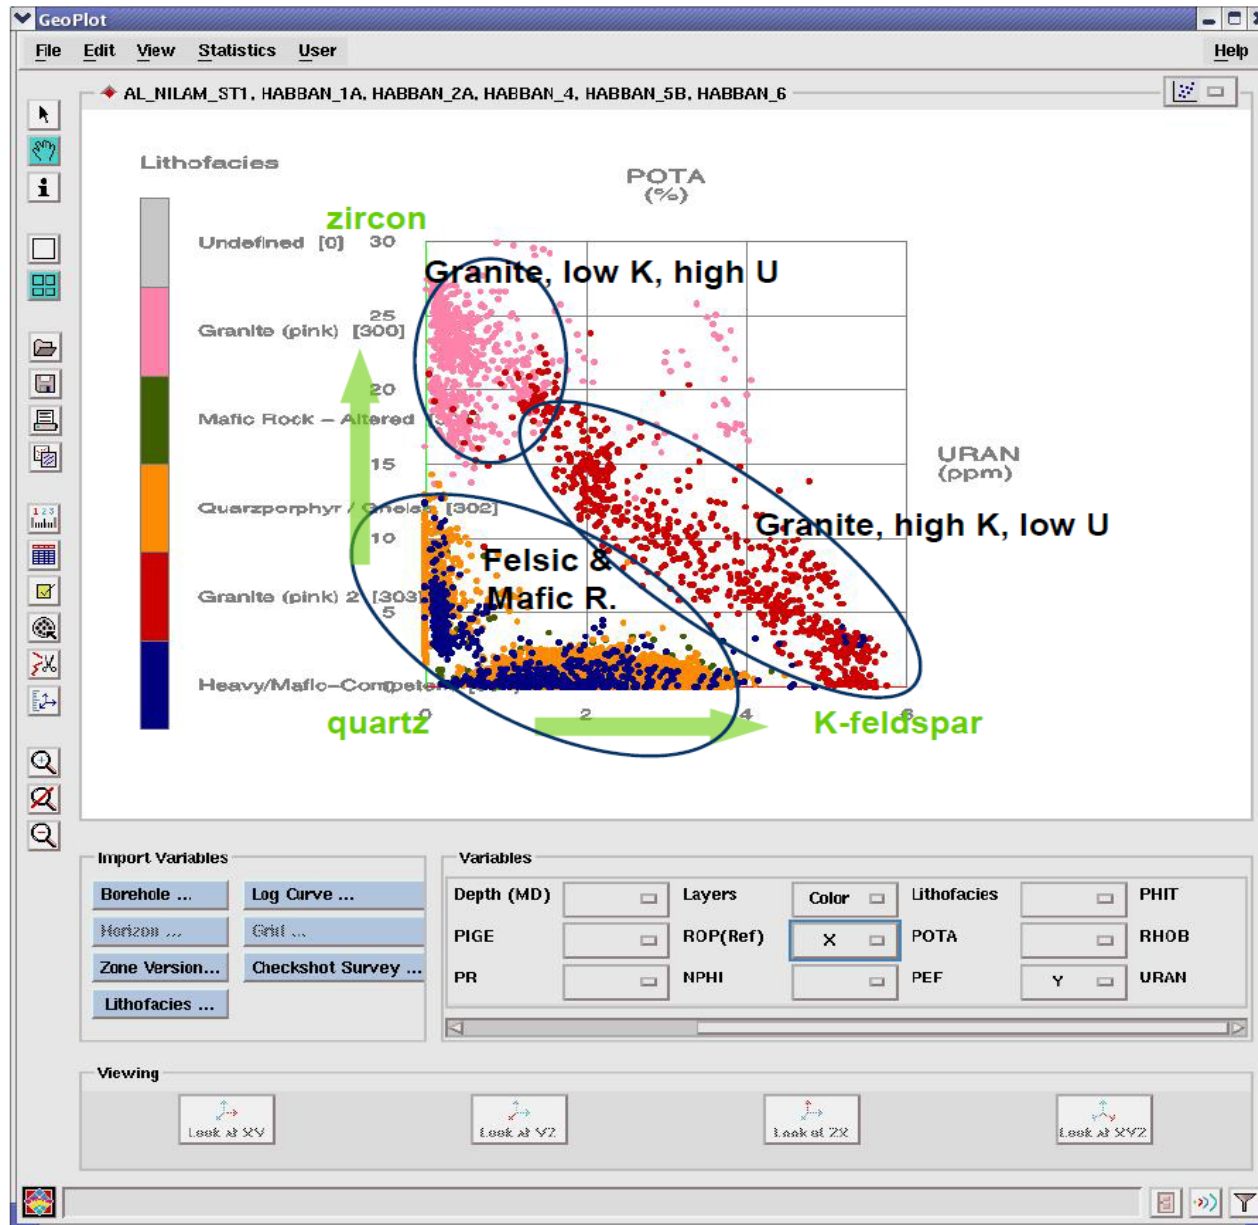 GeoPlot
File Edit View Statistics User Help
AL_NILAM_ST1, HABBAN_1A, HABBAN_2A, HABBAN_4, HABBAN_5B, HABBAN_6
Lithofacies
POTA
(%)
zircon
Undefined [0]
30
Granite, low K, high U
25
Granite (pink) [300]
20
Mafic Rock - Altered
15
URAN
(ppm)
Quarzporphyr / Gneiss [302]
10
Granite, high K, low U
Felsic &
Mafic R.
Granite (pink) 2 [303]
5
Heavy/Mafic-Competent
0
0 2 4 6
quartz K-feldspar
Import Variables
Borehole ... Log Curve ...
Horizon ... Grid ...
Zone Version... Checkshot Survey ...
Lithofacies ...
Variables
Depth (MD) Layers Color Lithofacies PHIT
PIGE ROP(Ref) X POTA RHOB
PR NPHI PEF Y URAN
Viewing
Look at XY Look at YZ Look at ZX Look at XYZ